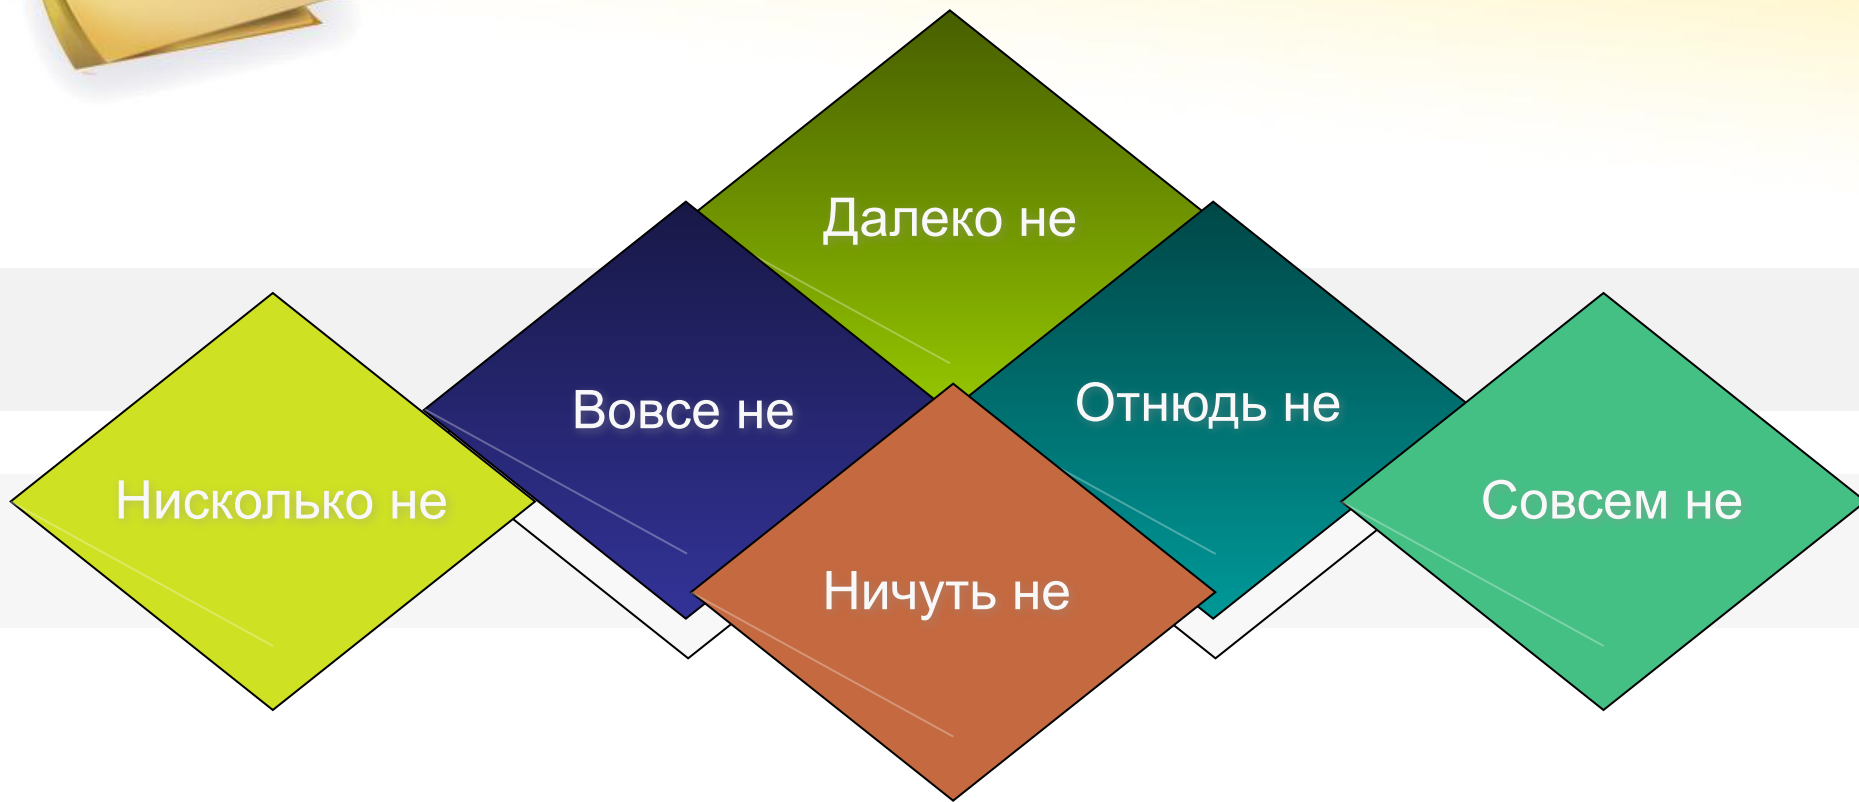 Далеко не
Вовсе не
Отнюдь не
Нисколько не
Совсем не
Ничуть не